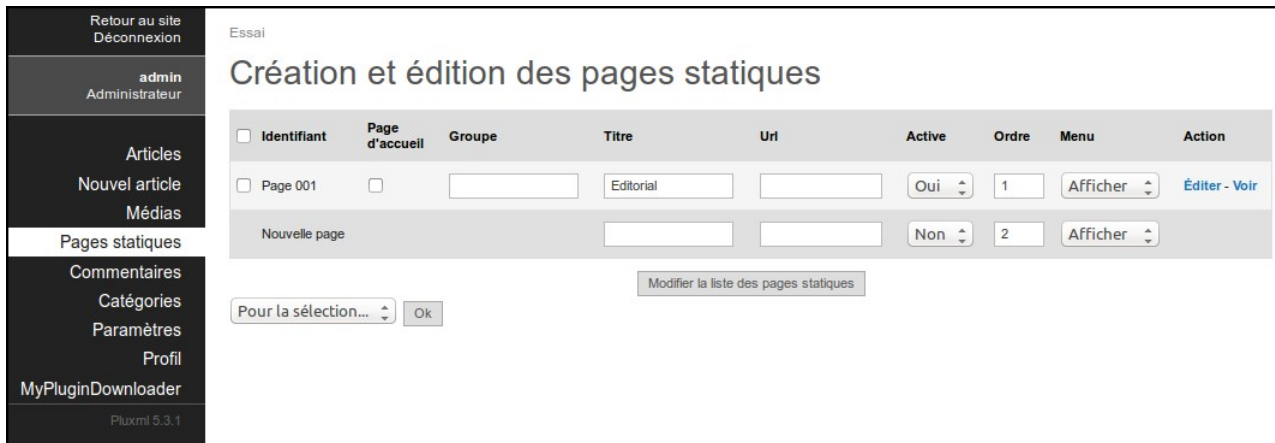 Retour au site
Déconnexion
admin
Administrateur
Articles
Nouvel article
Médias
Pages statiques
Commentaires
Catégories
Paramètres
Profil
MyPluginDownloader
Pluxml 5.3.1
Essai
Création et édition des pages statiques
Identifiant Page d'accueil Groupe Titre Url Active Ordre Menu Action
Page 001 Editorial Oui 1 Afficher Éditer - Voir
Nouvelle page Non 2 Afficher
Modifier la liste des pages statiques
Pour la sélection... Ok